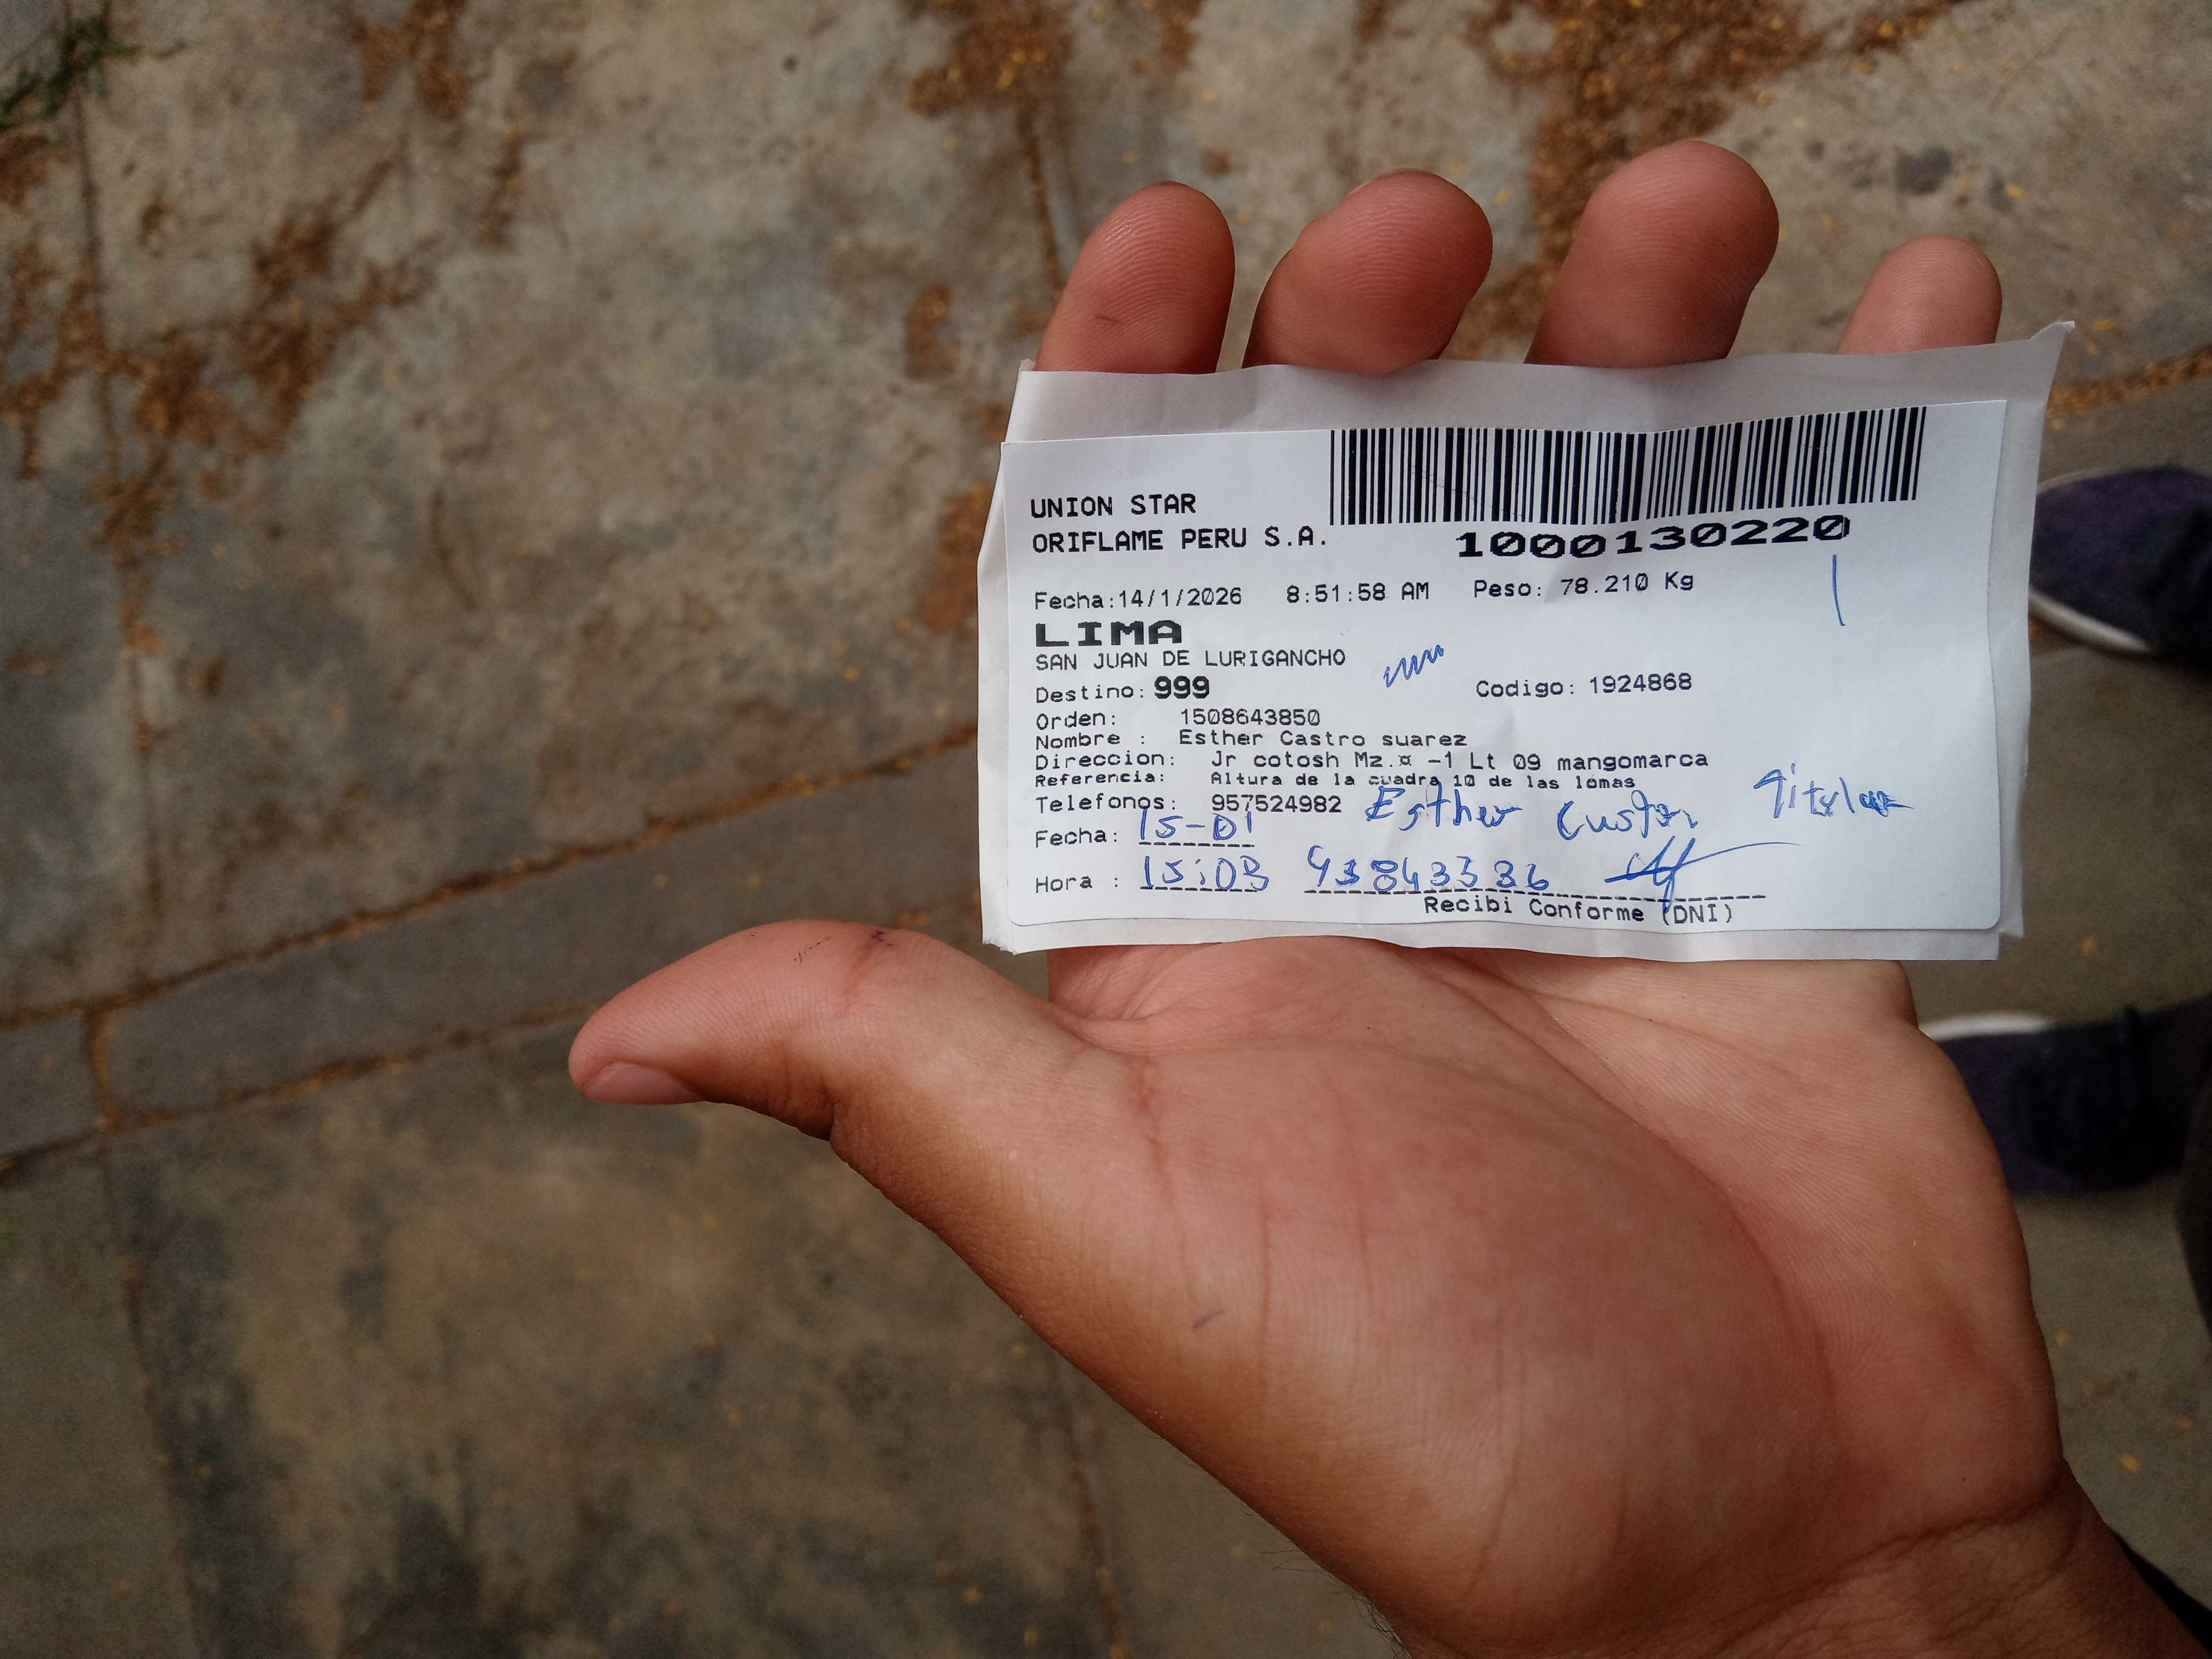 UNION STAR
ORIFLAME PERU S.A.
1000130220
Fecha:14/1/2026 8:51:58 AM Peso: 78.210 Kg
LIMA
SAN JUAN DE LURIGANCHO
Destino: 999 Codigo: 1924868
Orden: 1508643850
Nombre : Esther Castro suarez
Direccion: Jr cotosh Mz.¤ -1 Lt 09 mangomarca
Referencia: Altura de la cuadra 10 de las lomas
Telefonos: 957524982 Esther Titular
Fecha: 15-01
Hora : 15:03 43843336
Recibi Conforme (DNI)